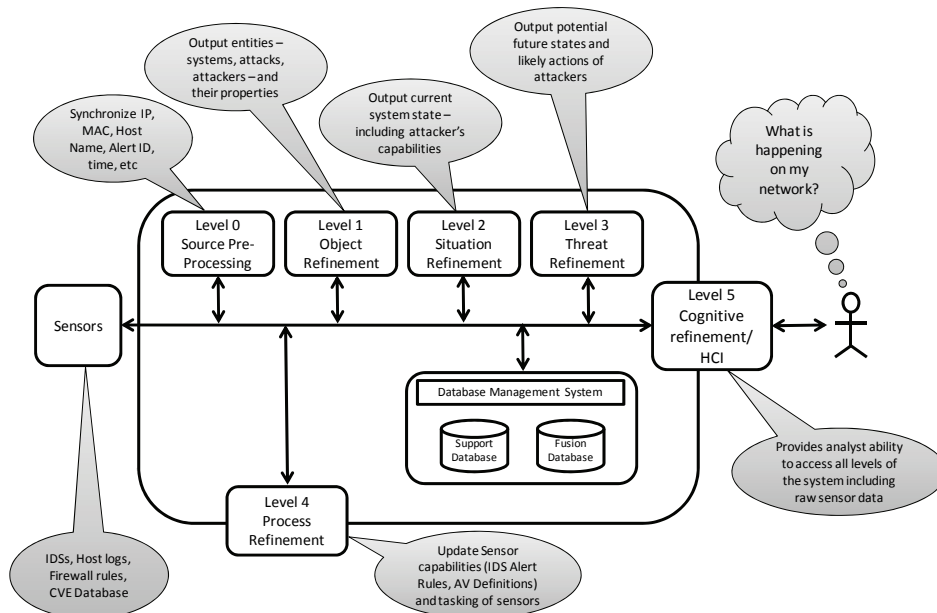 Output potential
future states and
likely actions of
attackers
Output entities –
systems, attacks,
attackers – and
their properties
Output current
system state –
including attacker's
capabilities
Synchronize IP,
MAC, Host
Name, Alert ID,
time, etc
What is
happening
on my
network?
Level 0
Source Pre-
Processing
Level 1
Object
Refinement
Level 2
Situation
Refinement
Level 3
Threat
Refinement
Sensors
Level 5
Cognitive
refinement/
HCI
Database Management System
Support
Database
Fusion
Database
Provides analyst ability
to access all levels of
the system including
raw sensor data
Level 4
Process
Refinement
IDSs, Host logs,
Firewall rules,
CVE Database
Update Sensor
capabilities (IDS Alert
Rules, AV Definitions)
and tasking of sensors